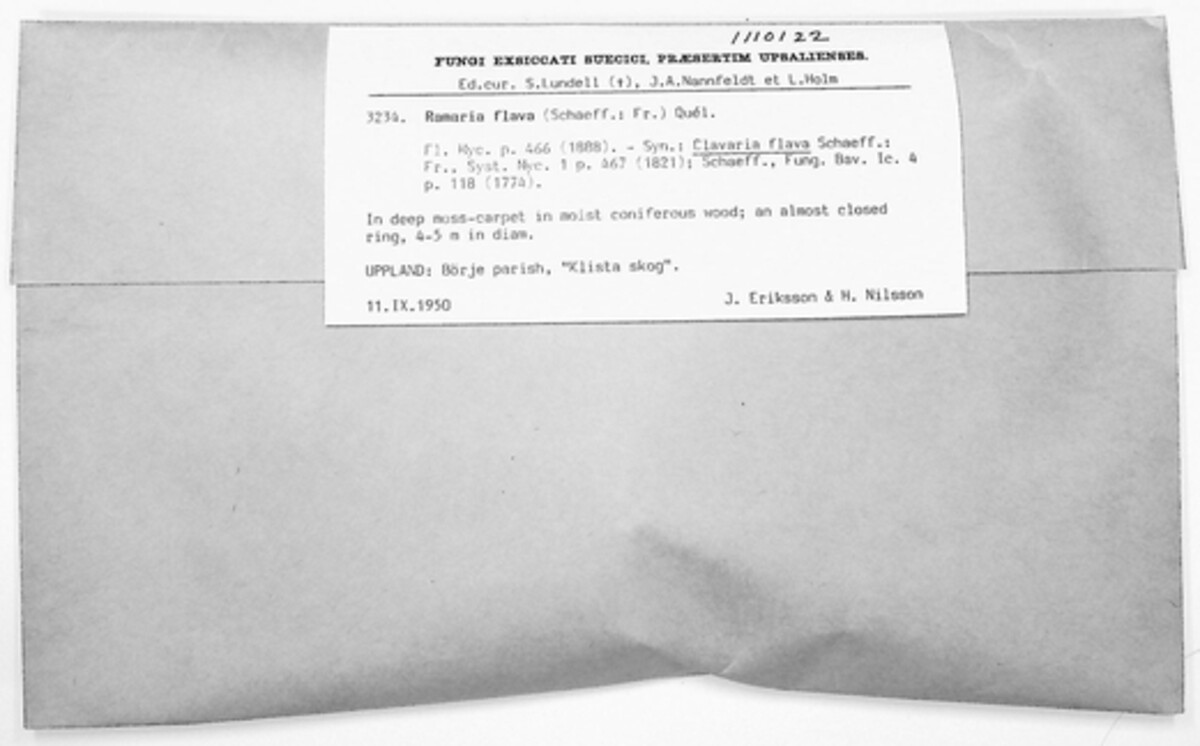 1110122
FUNGI EXSICCATI SUECICI, PRÆSERTIM UPSALIENSES.
Ed.cur. S.Lundell (†), J.A.Nannfeldt et L.Holm
3234. Ramaria flava (Schaeff.: Fr.) Quél.
Fl. Myc. p. 466 (1888). - Syn.: Clavaria flava Schaeff.:
Fr., Syst. Myc. 1 p. 467 (1821); Schaeff., Fung. Bav. Ic. 4
p. 118 (1774).
In deep moss-carpet in moist coniferous wood; an almost closed
ring, 4-5 m in diam.
UPPLAND: Börje parish, "Klista skog".
11.IX.1950 J. Eriksson & H. Nilsson